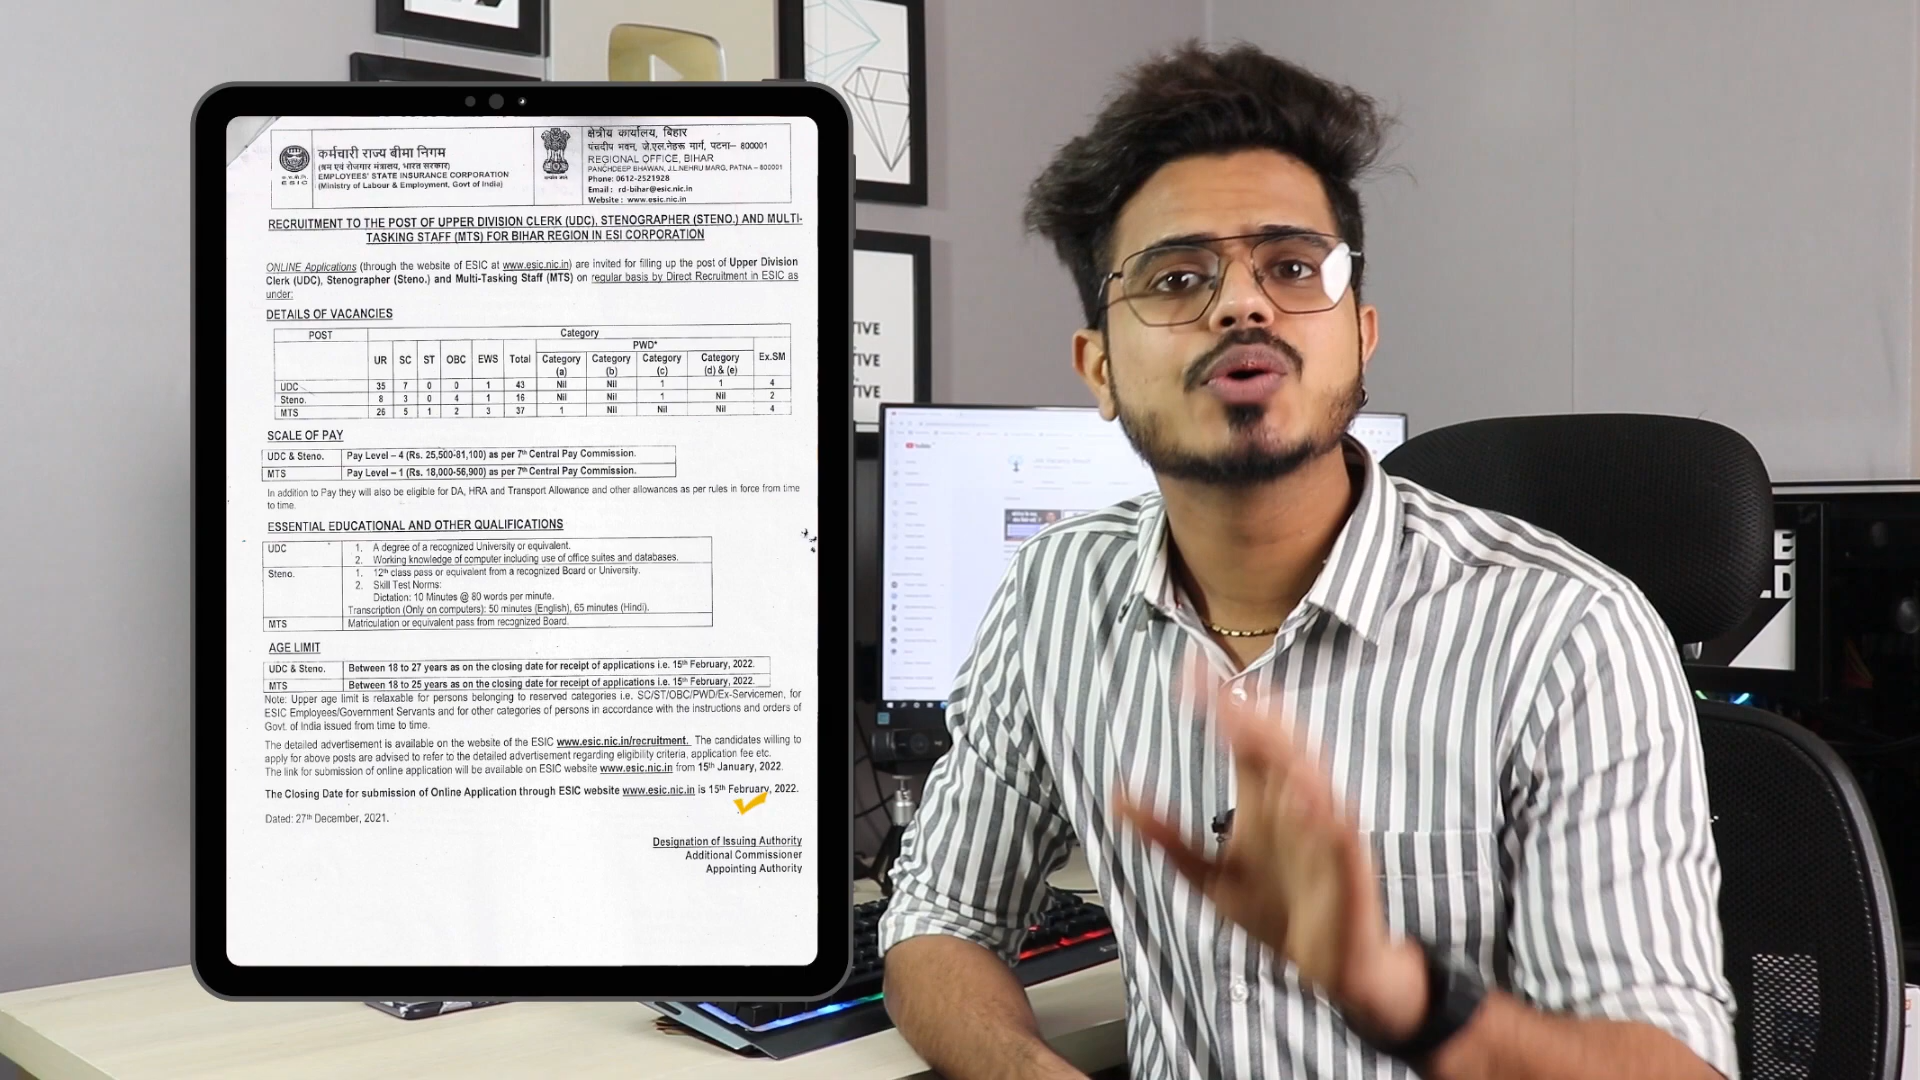 कर्मचारी राज्य बीमा निगम
(श्रम एवं रोजगार मंत्रालय, भारत सरकार)
EMPLOYEES' STATE INSURANCE CORPORATION
(Ministry of Labour & Employment, Govt of India)
ESIC
क्षेत्रीय कार्यालय, बिहार
पंचदीप भवन, जे.एल.नेहरू मार्ग, पटना– 800001
REGIONAL OFFICE, BIHAR
PANCHDEEP BHAWAN, J.L.NEHRU MARG, PATNA – 800001
Phone: 0612-2521928
Email : rd-bihar@esic.nic.in
Website : www.esic.nic.in
RECRUITMENT TO THE POST OF UPPER DIVISION CLERK (UDC), STENOGRAPHER (STENO.) AND MULTI-
TASKING STAFF (MTS) FOR BIHAR REGION IN ESI CORPORATION
ONLINE Applications (through the website of ESIC at www.esic.nic.in) are invited for filling up the post of Upper Division
Clerk (UDC), Stenographer (Steno.) and Multi-Tasking Staff (MTS) on regular basis by Direct Recruitment in ESIC as
under:
DETAILS OF VACANCIES
POST Category
PWD*
UR SC ST OBC EWS Total Category (a) Category (b) Category (c) Category (d) & (e) Ex.SM
UDC 35 7 0 0 1 43 Nil Nil 1 1 4
Steno. 8 3 0 4 1 16 Nil Nil 1 Nil 2
MTS 26 5 1 2 3 37 1 Nil Nil Nil 4
SCALE OF PAY
UDC & Steno. Pay Level – 4 (Rs. 25,500-81,100) as per 7th Central Pay Commission.
MTS Pay Level – 1 (Rs. 18,000-56,900) as per 7th Central Pay Commission.
In addition to Pay they will also be eligible for DA, HRA and Transport Allowance and other allowances as per rules in force from time
to time.
ESSENTIAL EDUCATIONAL AND OTHER QUALIFICATIONS
UDC 1. A degree of a recognized University or equivalent.
2. Working knowledge of computer including use of office suites and databases.
Steno. 1. 12th class pass or equivalent from a recognized Board or University.
2. Skill Test Norms:
Dictation: 10 Minutes @ 80 words per minute.
Transcription (Only on computers): 50 minutes (English), 65 minutes (Hindi).
MTS Matriculation or equivalent pass from recognized Board.
AGE LIMIT
UDC & Steno. Between 18 to 27 years as on the closing date for receipt of applications i.e. 15th February, 2022.
MTS Between 18 to 25 years as on the closing date for receipt of applications i.e. 15th February, 2022.
Note: Upper age limit is relaxable for persons belonging to reserved categories i.e. SC/ST/OBC/PWD/Ex-Servicemen, for
ESIC Employees/Government Servants and for other categories of persons in accordance with the instructions and orders of
Govt. of India issued from time to time.
The detailed advertisement is available on the website of the ESIC www.esic.nic.in/recruitment. The candidates willing to
apply for above posts are advised to refer to the detailed advertisement regarding eligibility criteria, application fee etc.
The link for submission of online application will be available on ESIC website www.esic.nic.in from 15th January, 2022.
The Closing Date for submission of Online Application through ESIC website www.esic.nic.in is 15th February, 2022.
Dated: 27th December, 2021.
Designation of Issuing Authority
Additional Commissioner
Appointing Authority
TIVE
TIVE
TIVE